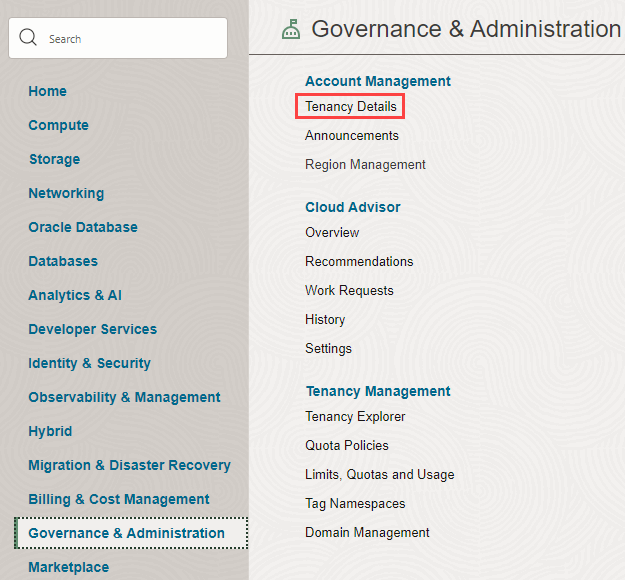 Search
Home
Compute
Storage
Networking
Oracle Database
Databases
Analytics & AI
Developer Services
Identity & Security
Observability & Management
Hybrid
Migration & Disaster Recovery
Billing & Cost Management
Governance & Administration
Marketplace
Governance & Administration
Account Management
Tenancy Details
Announcements
Region Management
Cloud Advisor
Overview
Recommendations
Work Requests
History
Settings
Tenancy Management
Tenancy Explorer
Quota Policies
Limits, Quotas and Usage
Tag Namespaces
Domain Management